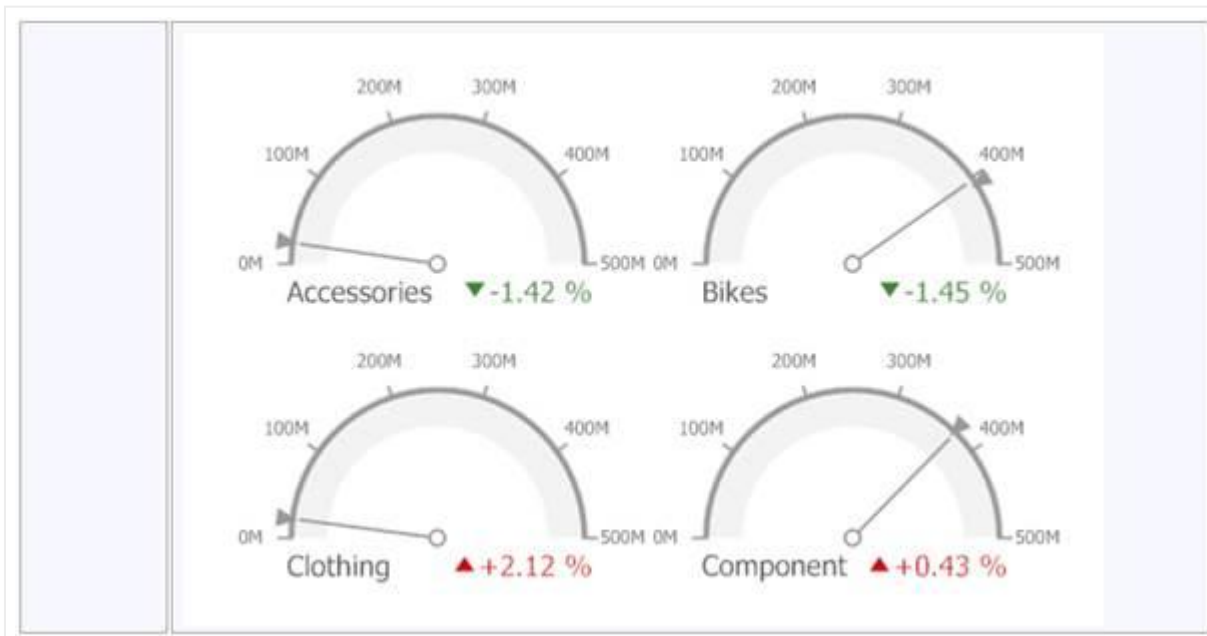 200M 300M 200M 300M
100M 400M 100M 400M
0M 500M 0M 500M
Accessories ▼-1.42 % Bikes ▼-1.45 %
200M 300M 200M 300M
100M 400M 100M 400M
0M 500M 0M 500M
Clothing ▲+2.12 % Component ▲+0.43 %